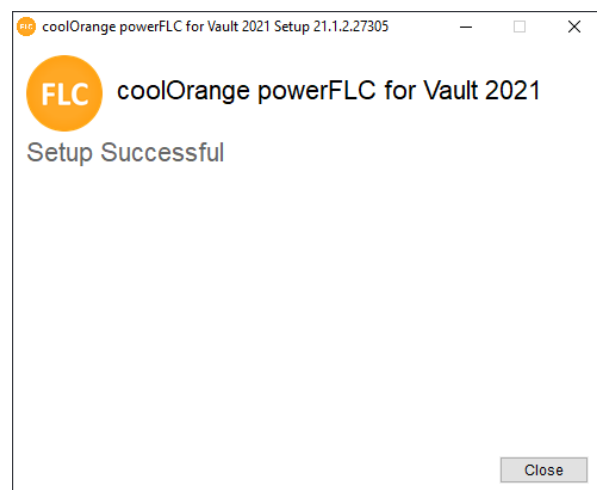 FLC coolOrange powerFLC for Vault 2021 Setup 21.1.2.27305
FLC coolOrange powerFLC for Vault 2021
Setup Successful
Close